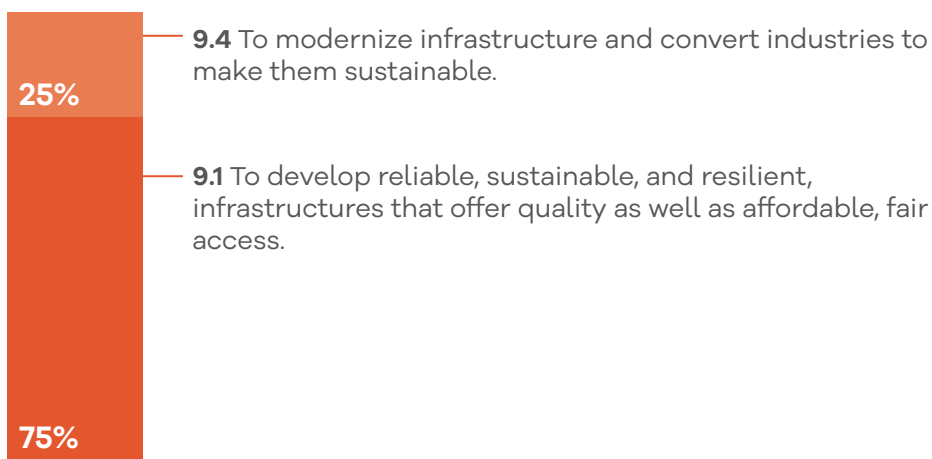 9.4 To modernize infrastructure and convert industries to
make them sustainable.
25%
9.1 To develop reliable, sustainable, and resilient,
infrastructures that offer quality as well as affordable, fair
access.
75%